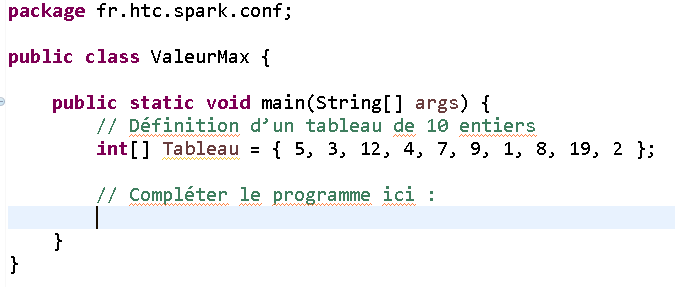 package fr.htc.spark.conf;
public class ValeurMax {
public static void main(String[] args) {
// Définition d’un tableau de 10 entiers
int[] Tableau = { 5, 3, 12, 4, 7, 9, 1, 8, 19, 2 };
// Compléter le programme ici :
}
}